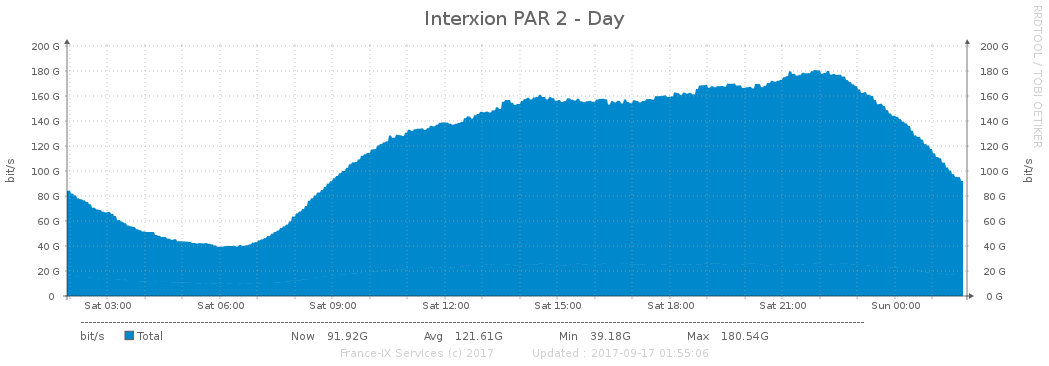 Interxion PAR 2 - Day
RRDTOOL / TOBI OETIKER
200 G 200 G
180 G 180 G
160 G 160 G
140 G 140 G
120 G 120 G
100 G 100 G
80 G 80 G
60 G 60 G
40 G 40 G
20 G 20 G
0 0 G
bit/s bit/s
Sat 03:00 Sat 06:00 Sat 09:00 Sat 12:00 Sat 15:00 Sat 18:00 Sat 21:00 Sun 00:00
bit/s Total Now 91.92G Avg 121.61G Min 39.18G Max 180.54G
France-IX Services (c) 2017 Updated : 2017-09-17 01:55:06